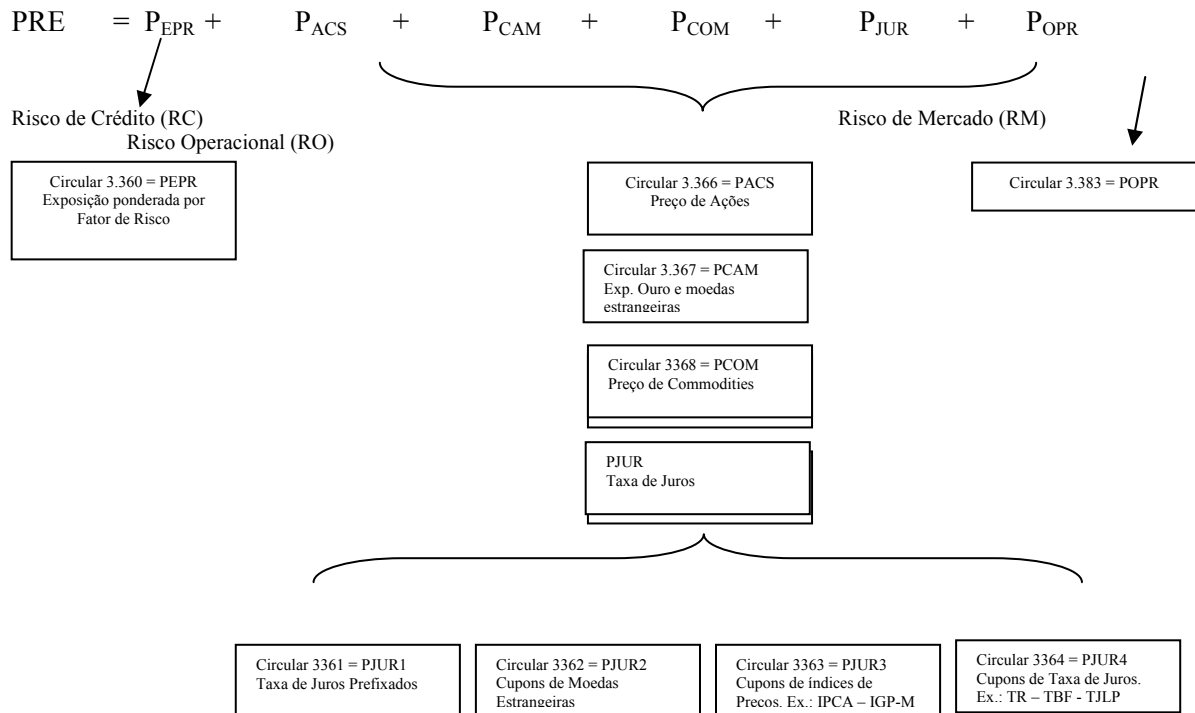 PRE = PEPR + PACS + PCAM + PCOM + PJUR + POPR
Risco de Crédito (RC) Risco de Mercado (RM)
Risco Operacional (RO)
Circular 3.360 = PEPR
Exposição ponderada por
Fator de Risco
Circular 3.366 = PACS
Preço de Ações
Circular 3.383 = POPR
Circular 3.367 = PCAM
Exp. Ouro e moedas
estrangeiras
Circular 3368 = PCOM
Preço de Commodities
PJUR
Taxa de Juros
Circular 3361 = PJUR1
Taxa de Juros Prefixados
Circular 3362 = PJUR2
Cupons de Moedas
Estrangeiras
Circular 3363 = PJUR3
Cupons de índices de
Preços. Ex.: IPCA – IGP-M
Circular 3364 = PJUR4
Cupons de Taxa de Juros.
Ex.: TR – TBF - TJLP